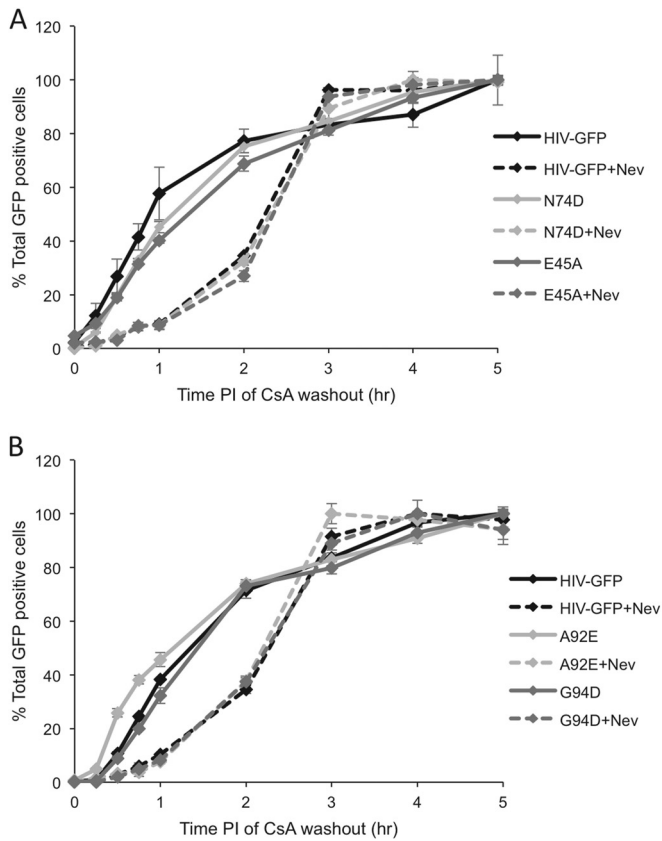 A
120
100
80
60
40
20
0
% Total GFP positive cells
0 1 2 3 4 5
Time PI of CsA washout (hr)
HIV-GFP
HIV-GFP+Nev
N74D
N74D+Nev
E45A
E45A+Nev
B
120
100
80
60
40
20
0
% Total GFP positive cells
0 1 2 3 4 5
Time PI of CsA washout (hr)
HIV-GFP
HIV-GFP+Nev
A92E
A92E+Nev
G94D
G94D+Nev